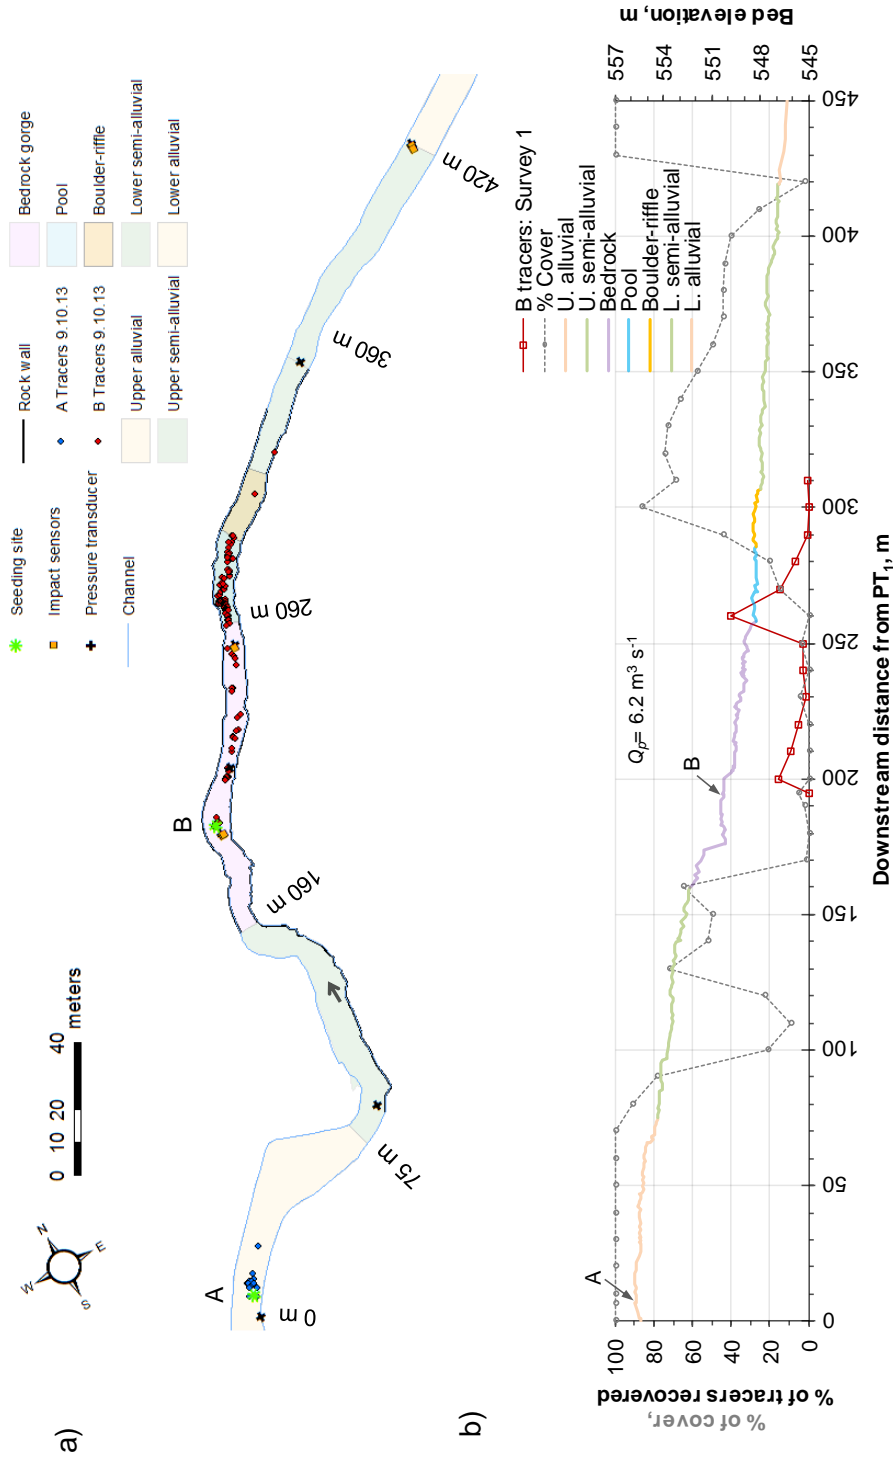 a)
0 10 20 40
meters
N
E
S
W
Seeding site
Impact sensors
Pressure transducer
Channel
Rock wall
A Tracers 9.10.13
B Tracers 9.10.13
Upper alluvial
Upper semi-alluvial
Bedrock gorge
Pool
Boulder-riffle
Lower semi-alluvial
Lower alluvial
A
B
0 m
75 m
160 m
260 m
360 m
420 m
b)
% of cover,
% of tracers recovered
100
80
60
40
20
0
A
B
Qp= 6.2 m3 s-1
B tracers: Survey 1
% Cover
U. alluvial
U. semi-alluvial
Bedrock
Pool
Boulder-riffle
L. semi-alluvial
L. alluvial
557
554
551
548
545
Bed elevation, m
0 50 100 150 200 250 300 350 400 450
Downstream distance from PT1, m